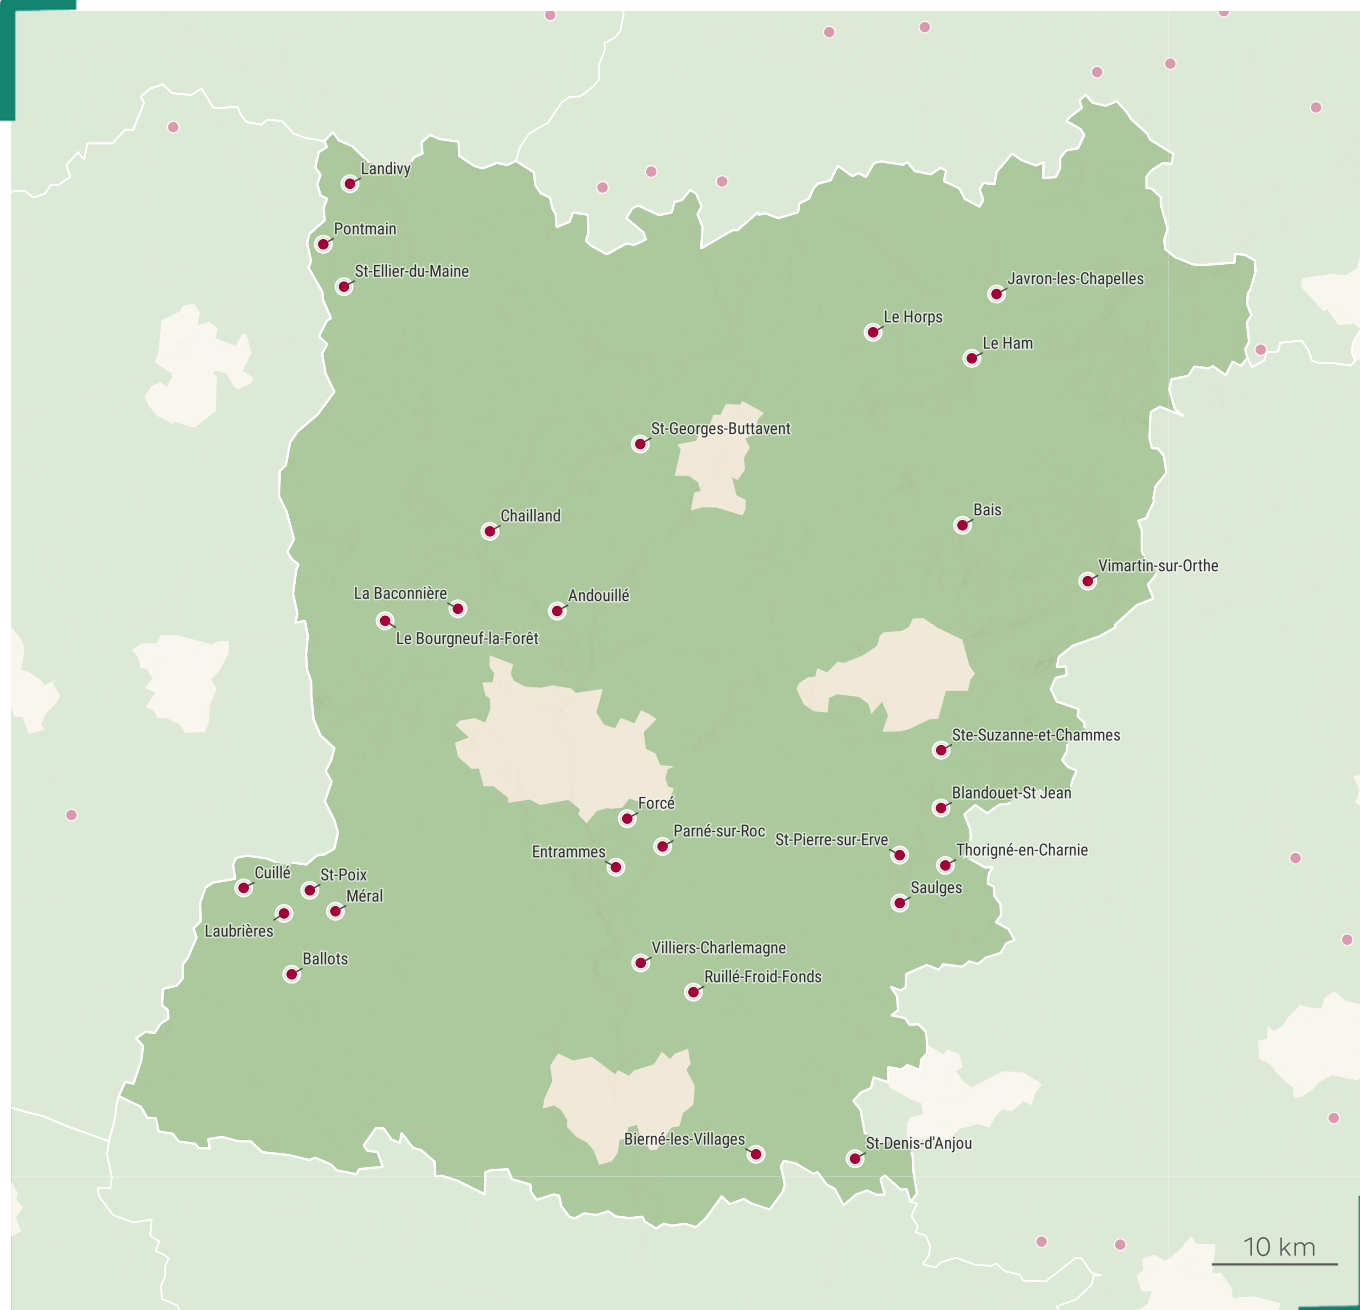 Landivy
Pontmain
St-Ellier-du-Maine
Javron-les-Chapelles
Le Horps
Le Ham
St-Georges-Buttavent
Chailland
Bais
Vimartin-sur-Orthe
La Baconnière
Andouillé
Le Bourgneuf-la-Forêt
Ste-Suzanne-et-Chammes
Blandouet-St Jean
Forcé
Parné-sur-Roc
St-Pierre-sur-Erve
Entrammes
Thorigné-en-Charnie
Cuillé
St-Poix
Saulges
Méral
Laubrières
Villiers-Charlemagne
Ballots
Ruillé-Froid-Fonds
Bierné-les-Villages
St-Denis-d'Anjou
10 km